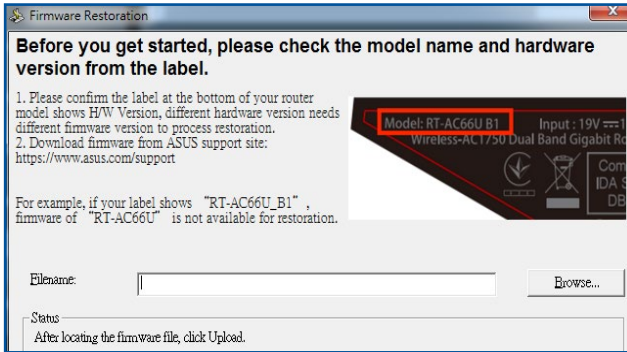 Firmware Restoration
Before you get started, please check the model name and hardware
version from the label.
1. Please confirm the label at the bottom of your router
model shows H/W Version, different hardware version needs
different firmware version to process restoration.
2. Download firmware from ASUS support site:
https://www.asus.com/support
For example, if your label shows “RT-AC66U_B1”,
firmware of “RT-AC66U” is not available for restoration.
Model: RT-AC66U B1 Input : 19V
Wireless-AC1750 Dual Band Gigabit
Com
IDA
DB
Filename:
Browse...
Status
After locating the firmware file, click Upload.